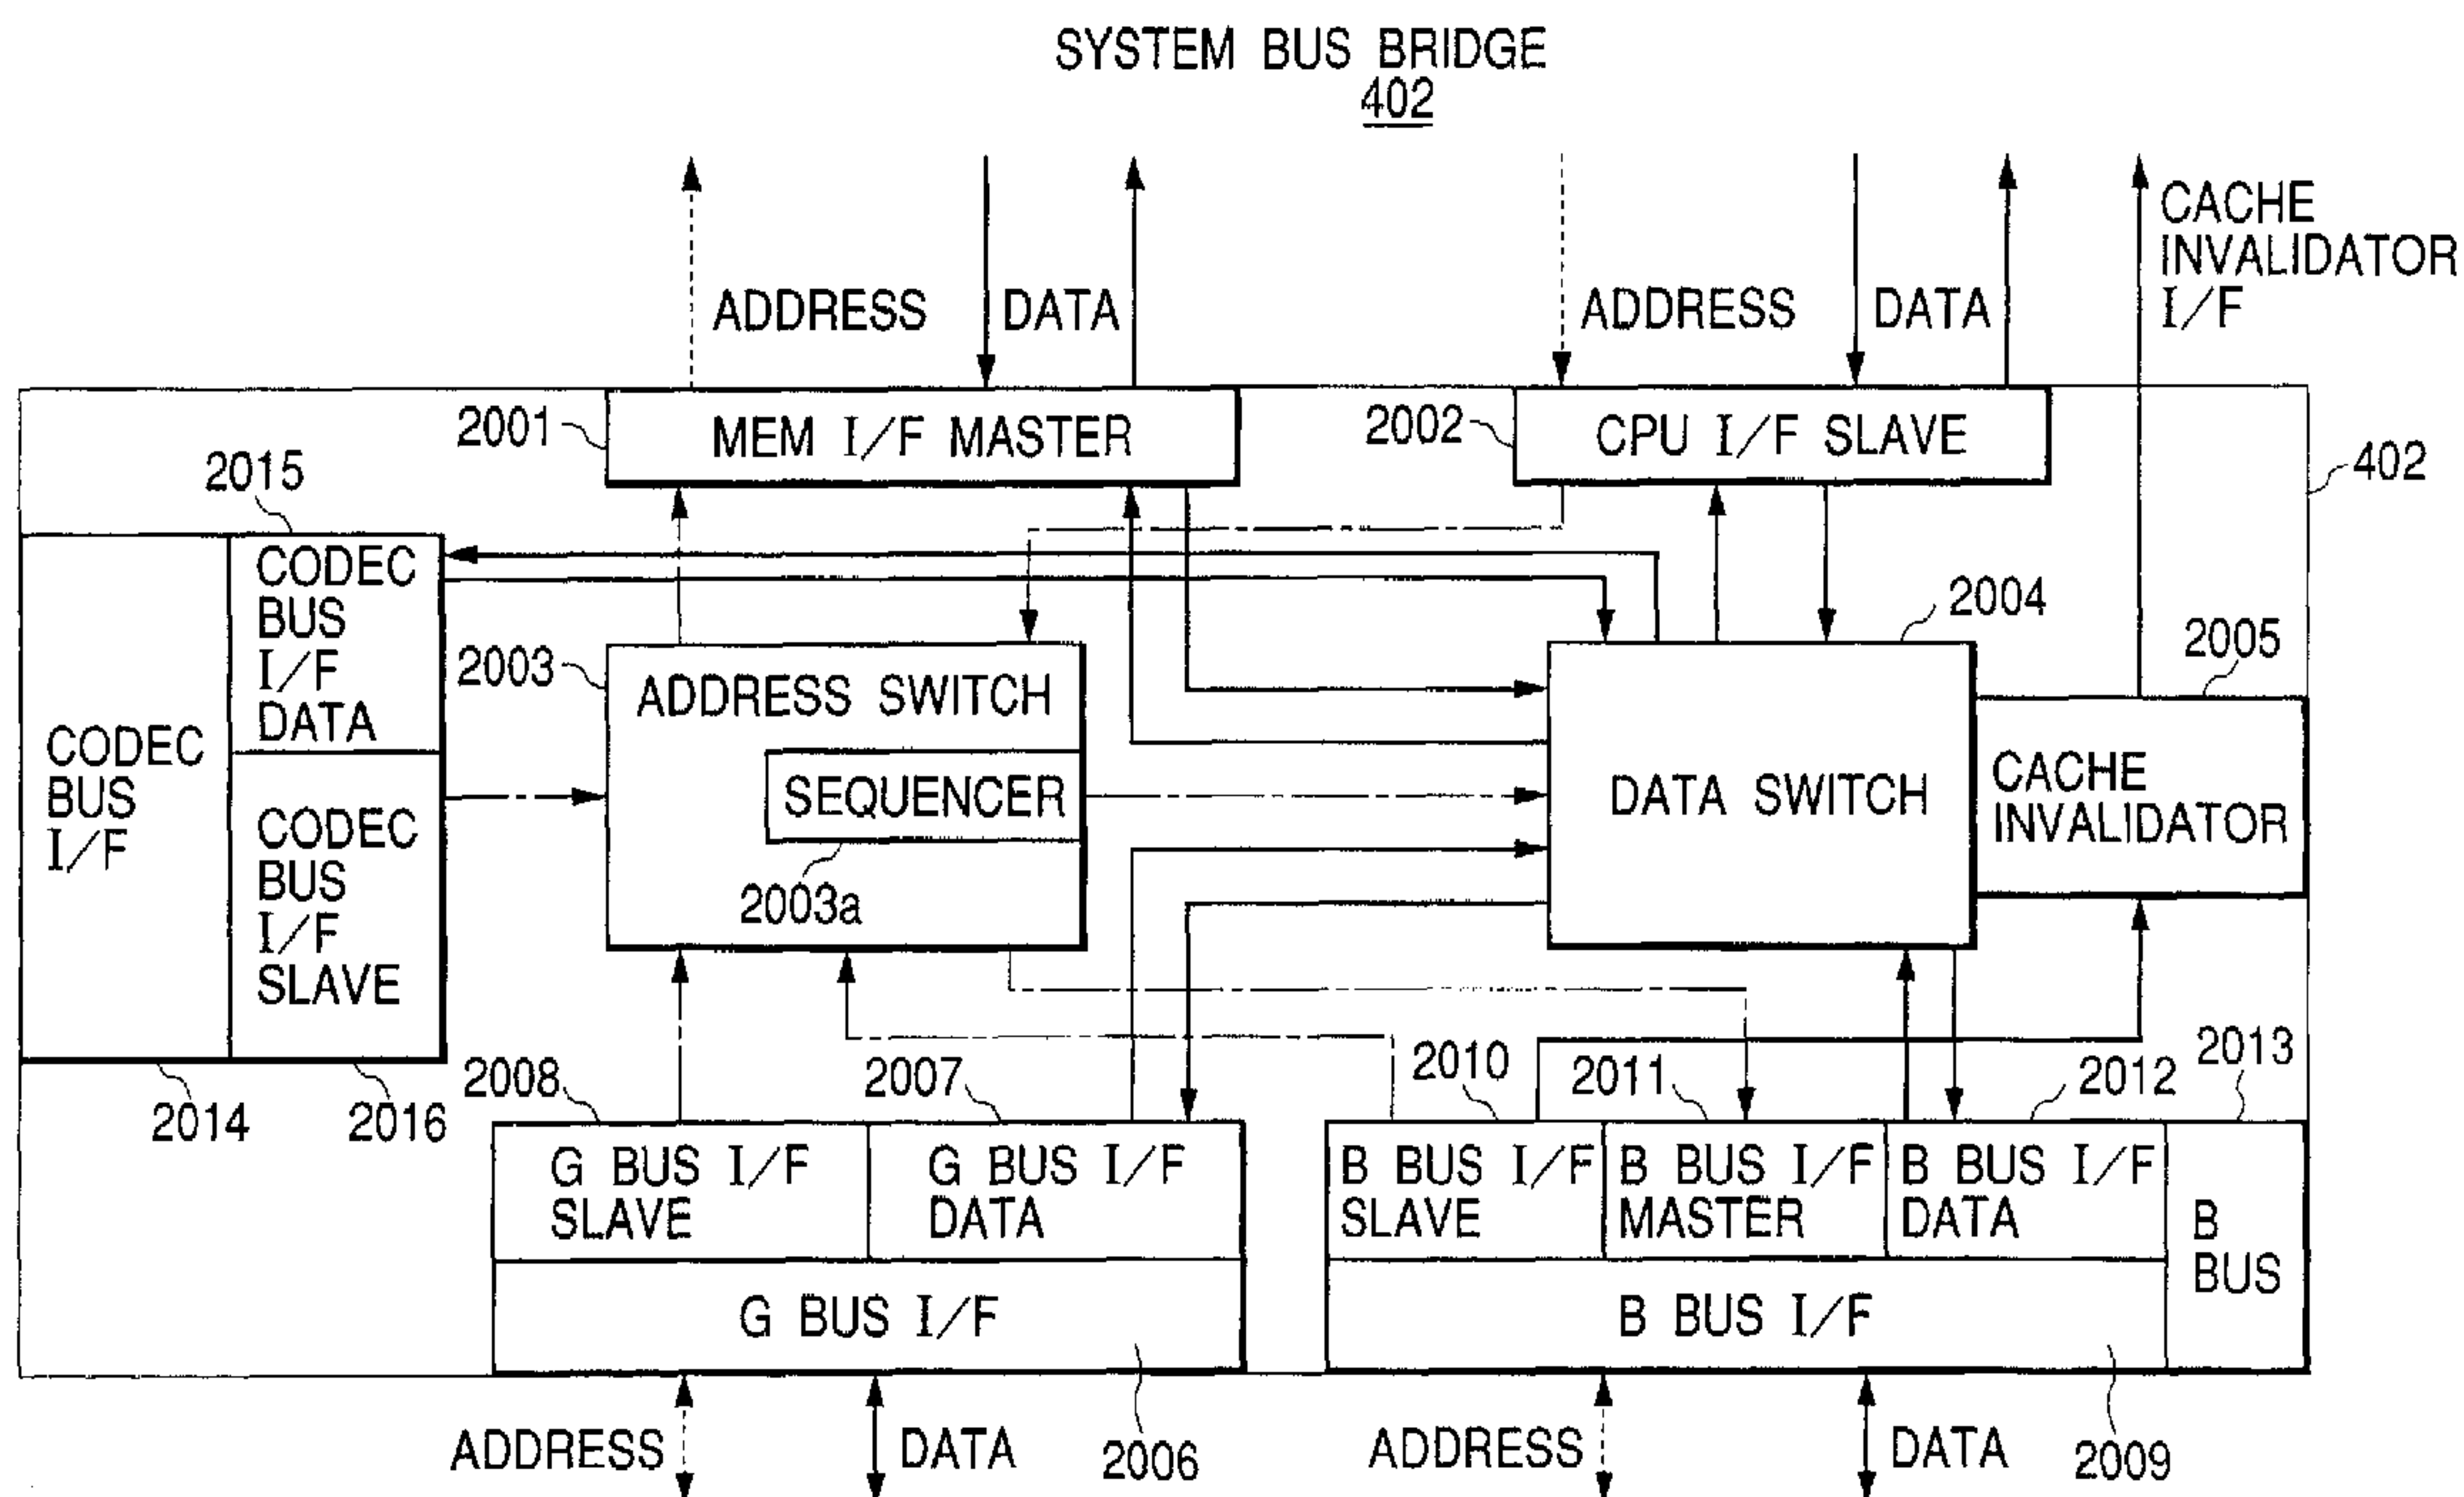 SYSTEM BUS BRIDGE
402
ADDRESS
DATA
ADDRESS
DATA
CACHE
INVALIDATOR
I/F
2001
MEM I/F MASTER
2002
CPU I/F SLAVE
402
2015
CODEC
BUS
I/F
DATA
2003
ADDRESS SWITCH
SEQUENCER
2003a
2004
DATA SWITCH
2005
CACHE
INVALIDATOR
CODEC
BUS
I/F
CODEC
BUS
I/F
SLAVE
2014
2016
2008
2007
2010
2011
2012
2013
G BUS I/F
SLAVE
G BUS I/F
DATA
G BUS I/F
B BUS I/F
SLAVE
B BUS I/F
MASTER
B BUS I/F
DATA
B
BUS
B BUS I/F
ADDRESS
DATA
2006
ADDRESS
DATA
2009